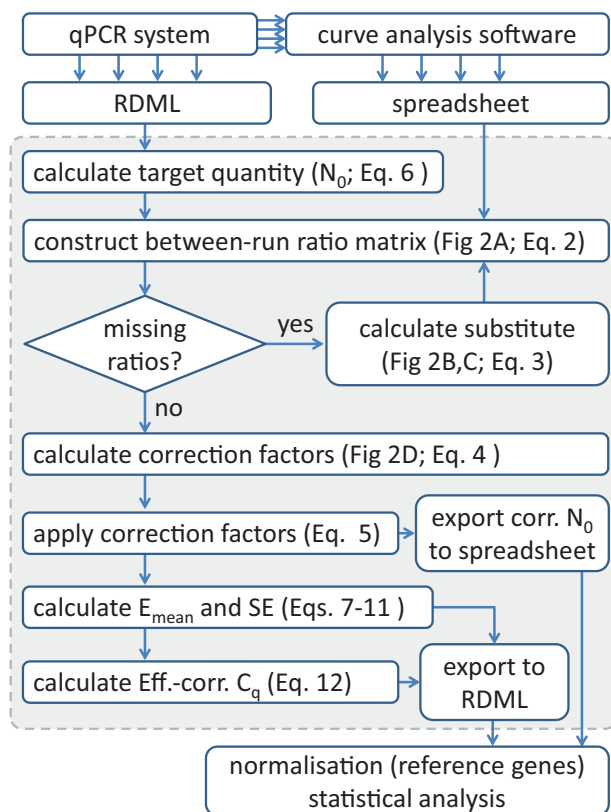 qPCR system
curve analysis software
RDML
spreadsheet
calculate target quantity (N0; Eq. 6 )
construct between-run ratio matrix (Fig 2A; Eq. 2)
missing
ratios?
yes
calculate substitute
(Fig 2B,C; Eq. 3)
no
calculate correction factors (Fig 2D; Eq. 4 )
apply correction factors (Eq.  5)
export corr. N0
to spreadsheet
calculate Emean and SE (Eqs. 7-11 )
calculate Eff.-corr. Cq (Eq. 12)
export to
RDML
normalisation (reference genes)
statistical analysis